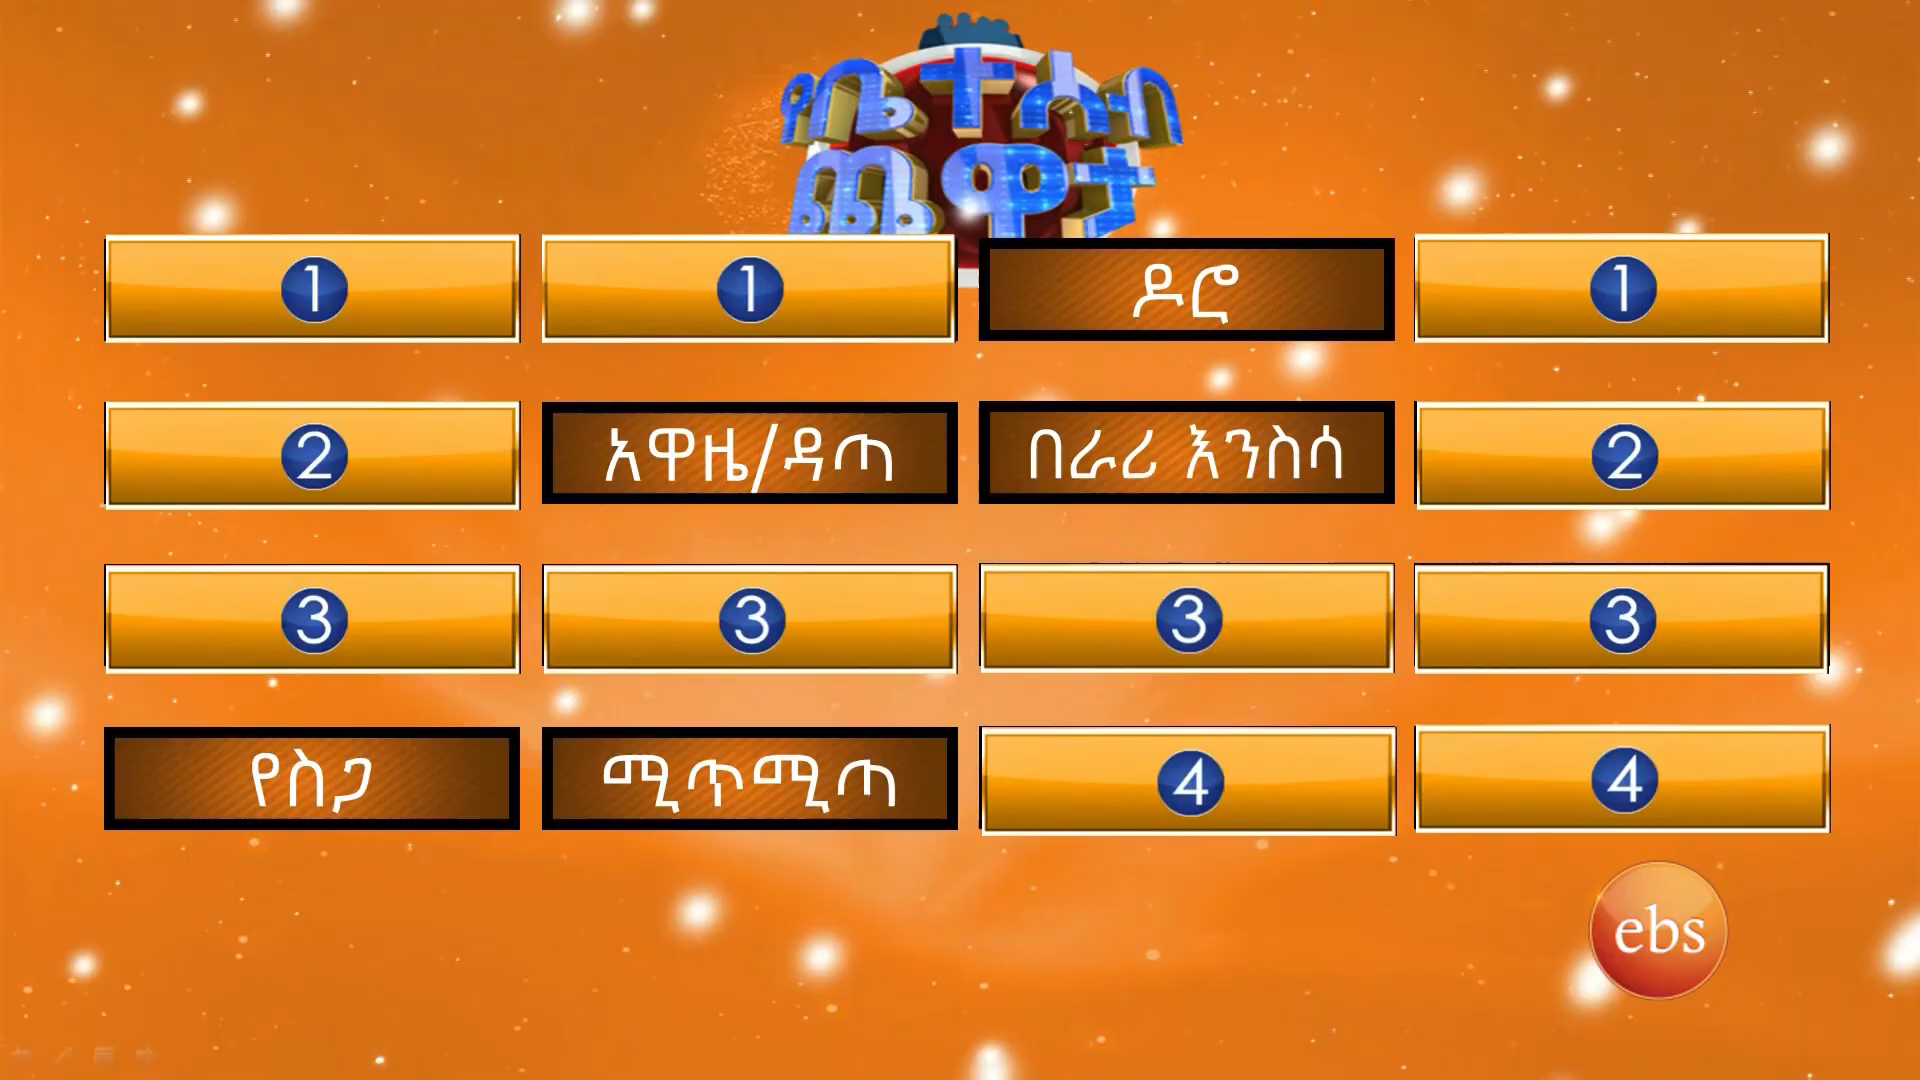 የቤተሰብ
ጨዋታ
1 1 ዶሮ 1
2 አዋዜ/ዳጣ በራሪ እንስሳ 2
3 3 3 3
የስጋ ሚጥሚጣ 4 4
ebs